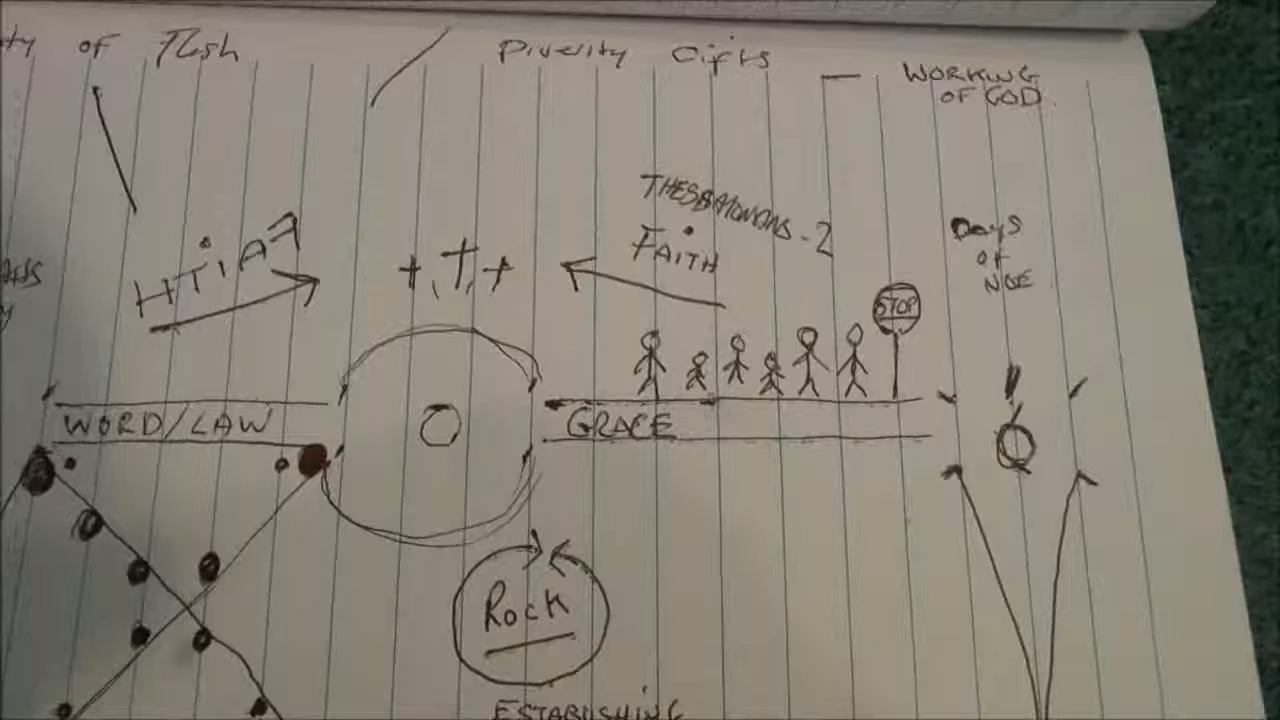 OF Flesh
Diversity Gifts
WORKING
OF GOD
THESSALONIANS - 2
FAITH
HTiAF
Days
OF
NOE
STOP
WORD/LAW
GRACE
Rock
ESTABLISHING